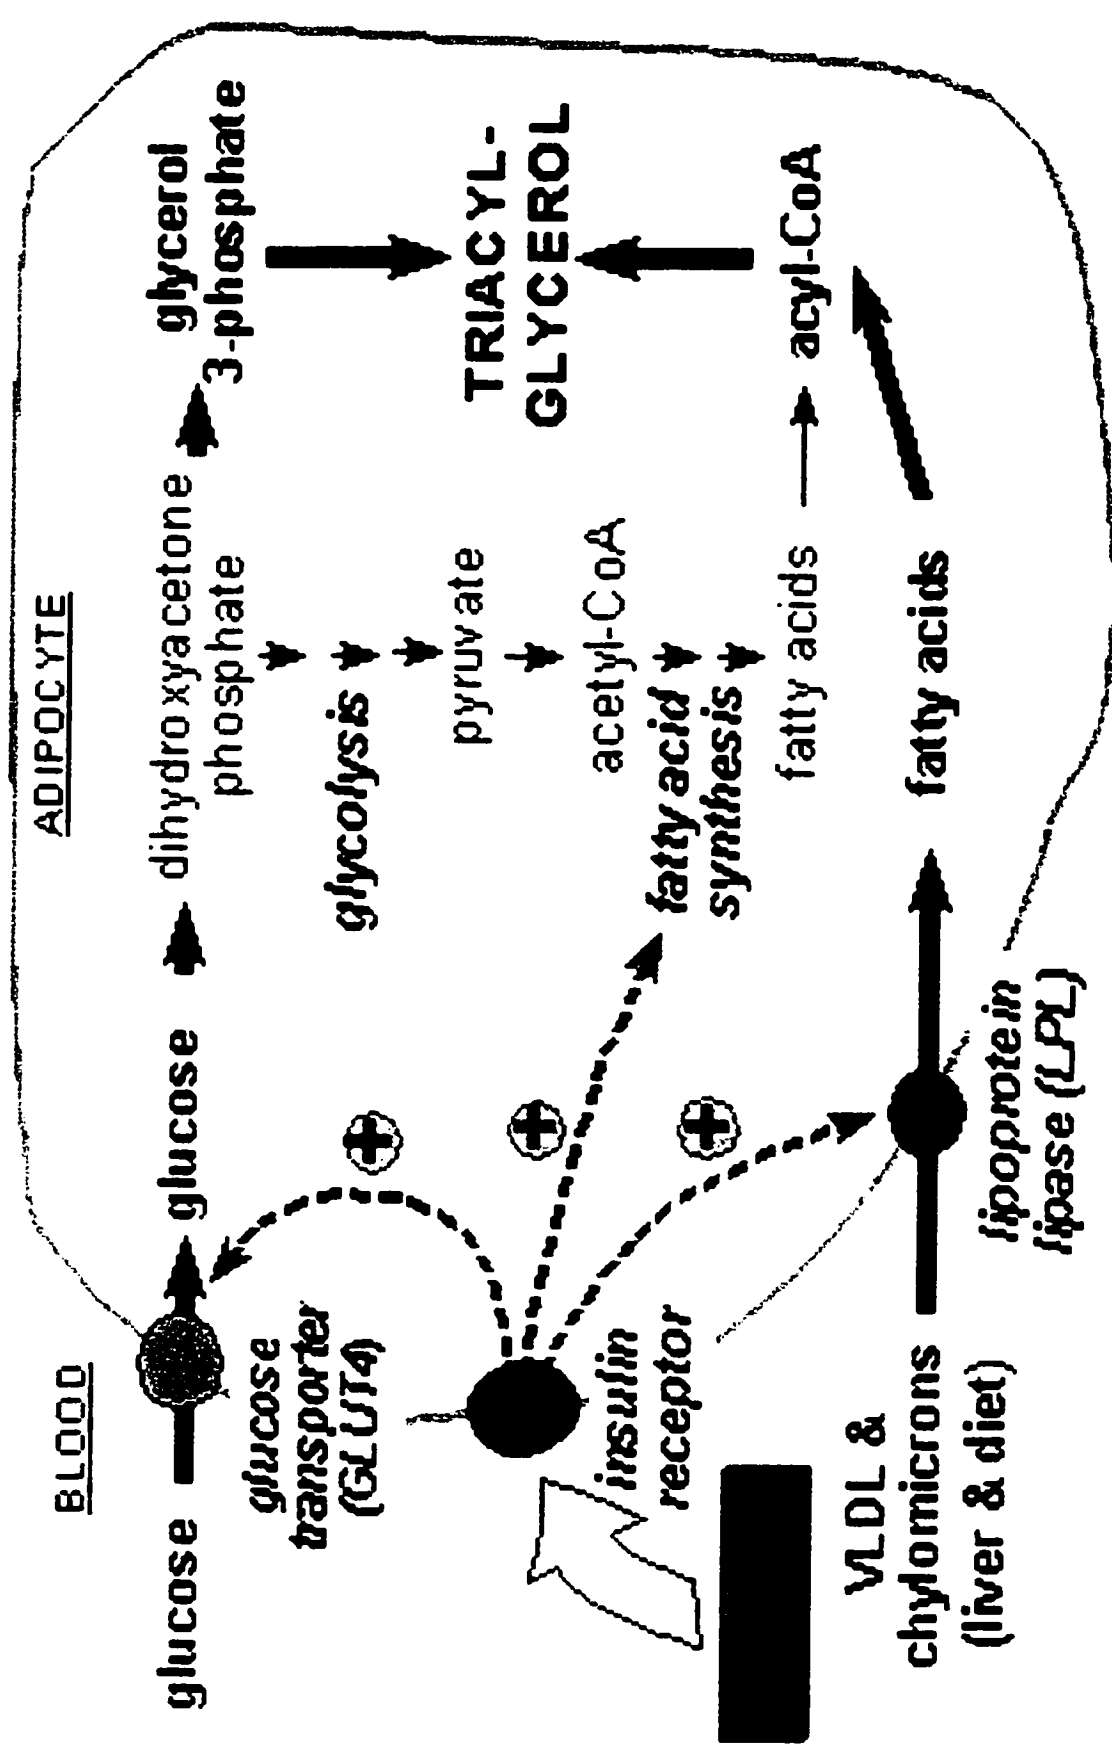 BLOOD
ADIPOCYTE
glucose
glucose
dihydroxyacetone
phosphate
glycerol
3-phosphate
glucose
transporter
(GLUT4)
glycolysis
pyruvate
TRIACYL-
GLYCEROL
insulin
receptor
acetyl-CoA
fatty acid
synthesis
fatty acids
acyl-CoA
VLDL &
chylomicrons
(liver & diet)
lipoprotein
lipase (LPL)
fatty acids